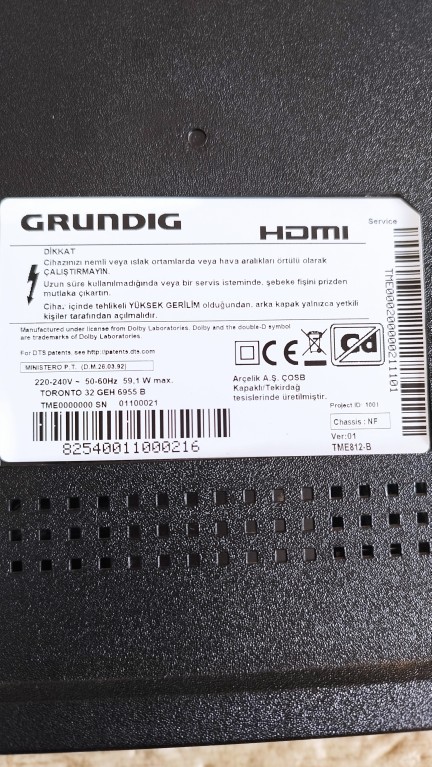 GRUNDIG
HDMI
Service
DİKKAT
Cihazınızı nemli veya ıslak ortamlarda veya hava aralıkları örtülü olarak
ÇALIŞTIRMAYIN.
Uzun süre kullanılmadığında veya bir servis isteminde, şebeke fişini prizden
mutlaka çıkartın.
Cihaz içinde tehlikeli YÜKSEK GERİLİM olduğundan, arka kapak yalnızca yetkili
kişiler tarafından açılmalıdır.
Manufactured under license from Dolby Laboratories. Dolby and the double-D symbol
are trademarks of Dolby Laboratories.
For DTS patents, see http://patents.dts.com
MINISTERO P.T. (D.M.26.03.92)
220-240V ~ 50-60Hz 59,1 W max.
TORONTO 32 GEH 6955 B
TME0000000 SN 01100021
82540011000216
CE
Pb
Arçelik A.Ş. ÇOSB
Kapaklı/Tekirdağ
tesislerinde üretilmiştir.
Project ID: 1001
Chassis : NF
Ver:01
TME812-B